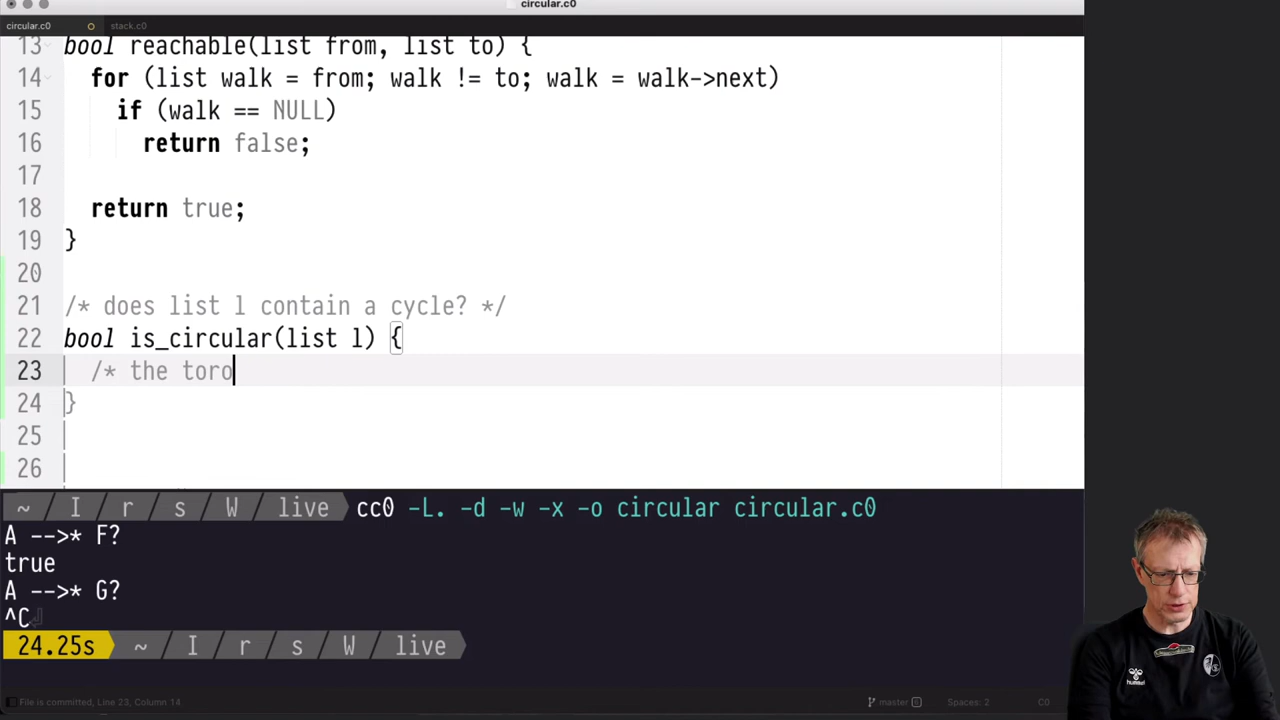 circular.c0
circular.c0
stack.c0
13 bool reachable(list from, list to) {
14 for (list walk = from; walk != to; walk = walk->next)
15 if (walk == NULL)
16 return false;
17
18 return true;
19 }
20
21 /* does list l contain a cycle? */
22 bool is_circular(list l) {
23 /* the toro
24 }
25
26
~ I r s W live cc0 -L. -d -w -x -o circular circular.c0
A -->* F?
true
A -->* G?
^C
24.25s ~ I r s W live
File is committed, Line 23, Column 14
master 5
Spaces: 2
C0
hummel